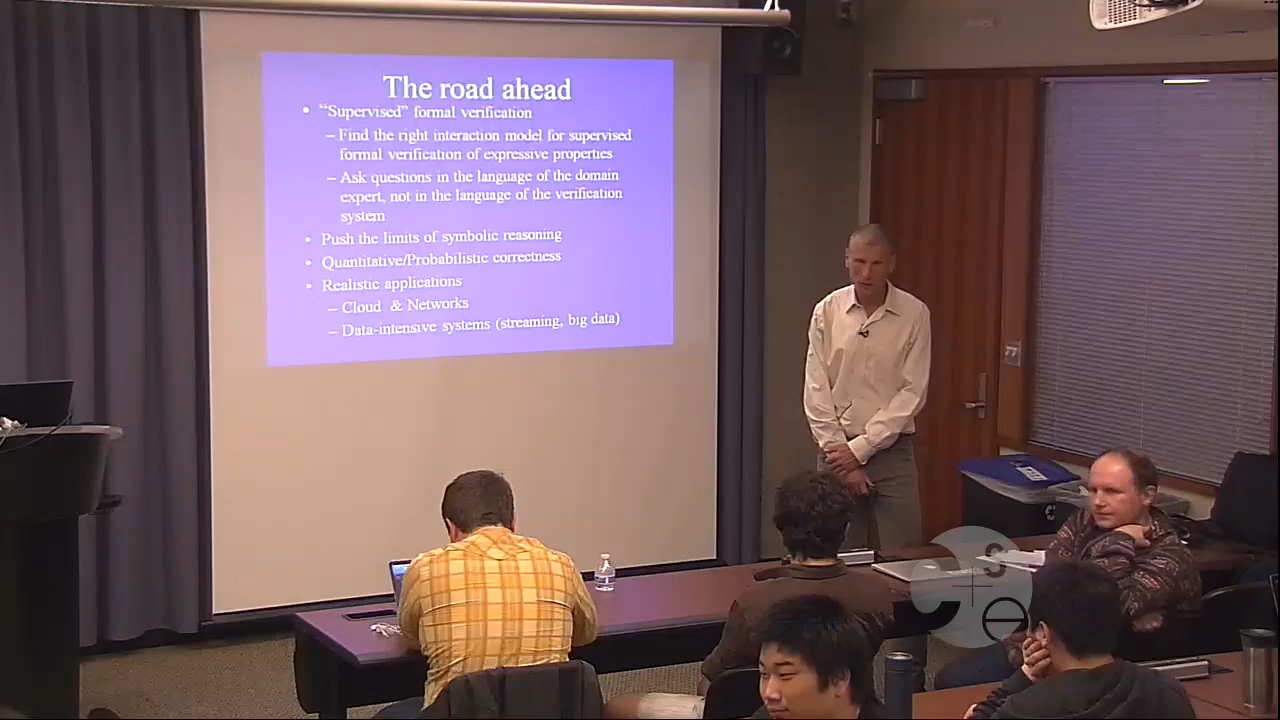 The road ahead
• “Supervised” formal verification
– Find the right interaction model for supervised
formal verification of expressive properties
– Ask questions in the language of the domain
expert, not in the language of the verification
system
• Push the limits of symbolic reasoning
• Quantitative/Probabilistic correctness
• Realistic applications
– Cloud & Networks
– Data-intensive systems (streaming, big data)
cs+e